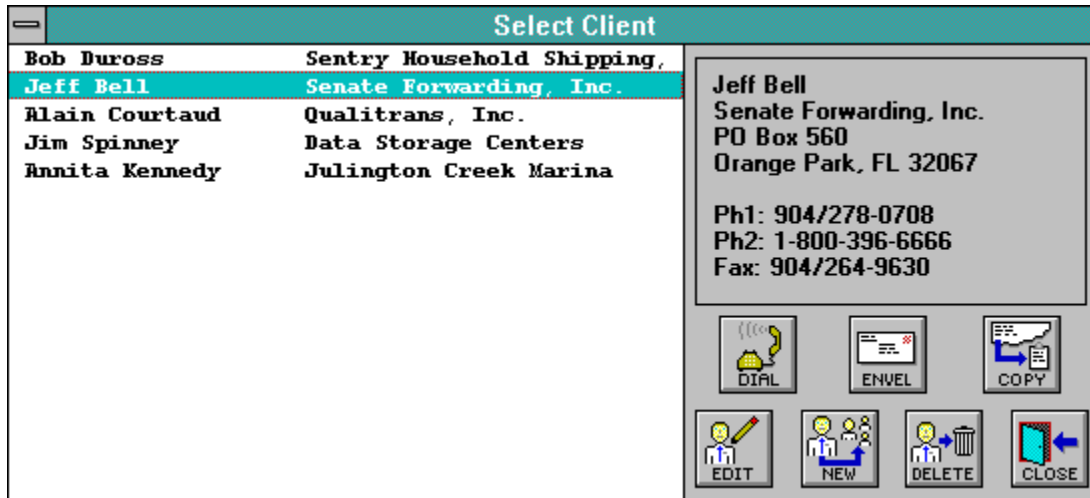 Select Client
Bob Duross Sentry Household Shipping,
Jeff Bell Senate Forwarding, Inc.
Alain Courtaud Qualitrans, Inc.
Jim Spinney Data Storage Centers
Annita Kennedy Julington Creek Marina
Jeff Bell
Senate Forwarding, Inc.
PO Box 560
Orange Park, FL 32067
Ph1: 904/278-0708
Ph2: 1-800-396-6666
Fax: 904/264-9630
DIAL ENVEL COPY
EDIT NEW DELETE CLOSE